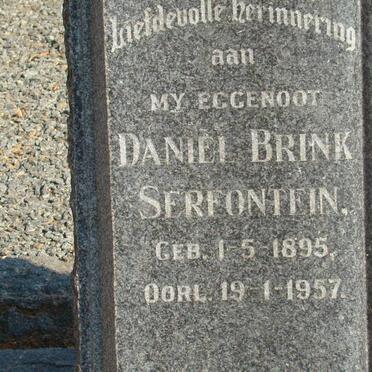 Liefdevolle herinnering
aan
MY EGGENOOT
DANIËL BRINK
SERFONTEIN.
GEB. 1-5-1895.
OORL. 19-1-1957.